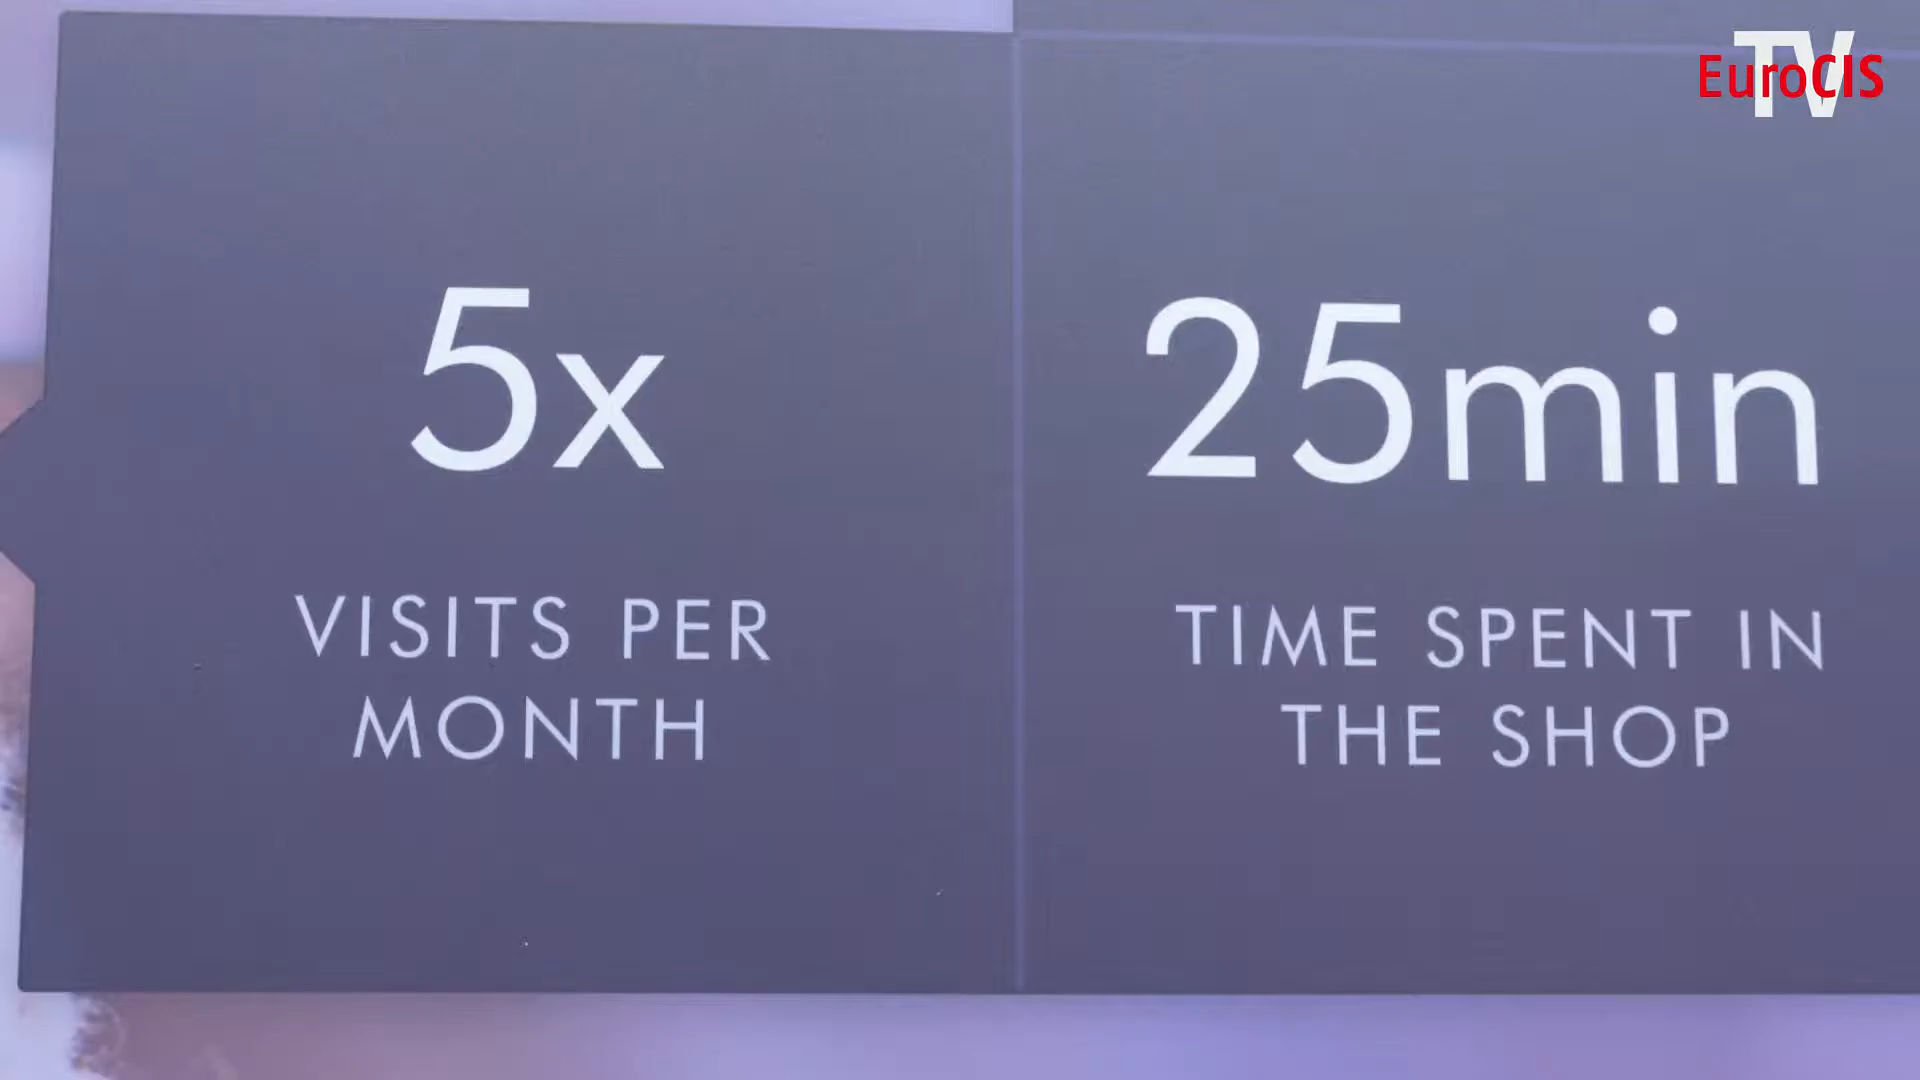 EuroCIS
TV
5x
VISITS PER
MONTH
25min
TIME SPENT IN
THE SHOP